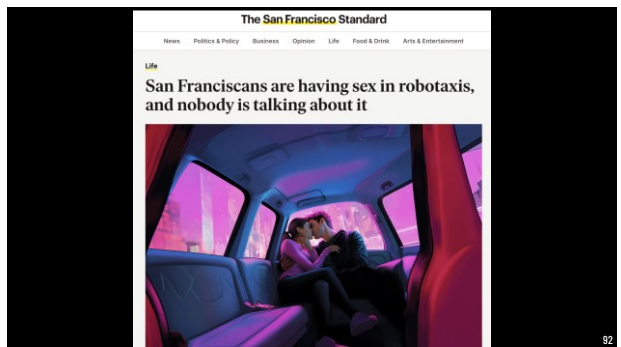 The San Francisco Standard
News Politics & Policy Business Opinion Life Food & Drink Arts & Entertainment
Life
San Franciscans are having sex in robotaxis,
and nobody is talking about it
92